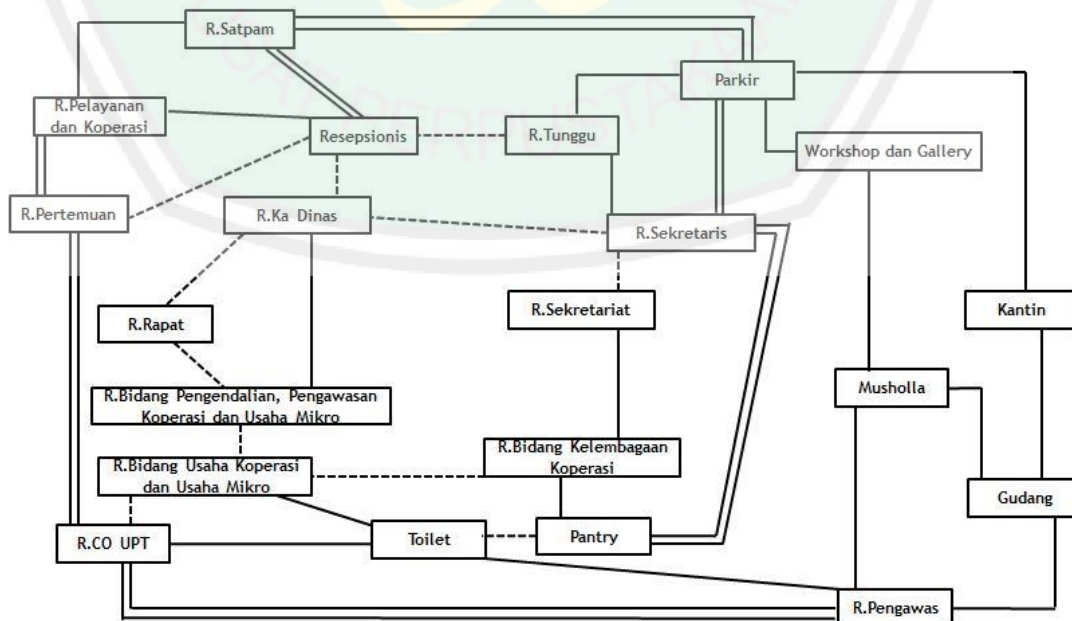 R.Satpam
Parkir
R.Pelayanan
dan Koperasi
Resepsionis
R.Tunggu
Workshop dan Gallery
R.Pertemuan
R.Ka Dinas
R.Sekretaris
R.Rapat
R.Sekretariat
Kantin
R.Bidang Pengendalian, Pengawasan
Koperasi dan Usaha Mikro
Musholla
R.Bidang Usaha Koperasi
dan Usaha Mikro
R.Bidang Kelembagaan
Koperasi
Gudang
R.CO UPT
Toilet
Pantry
R.Pengawas